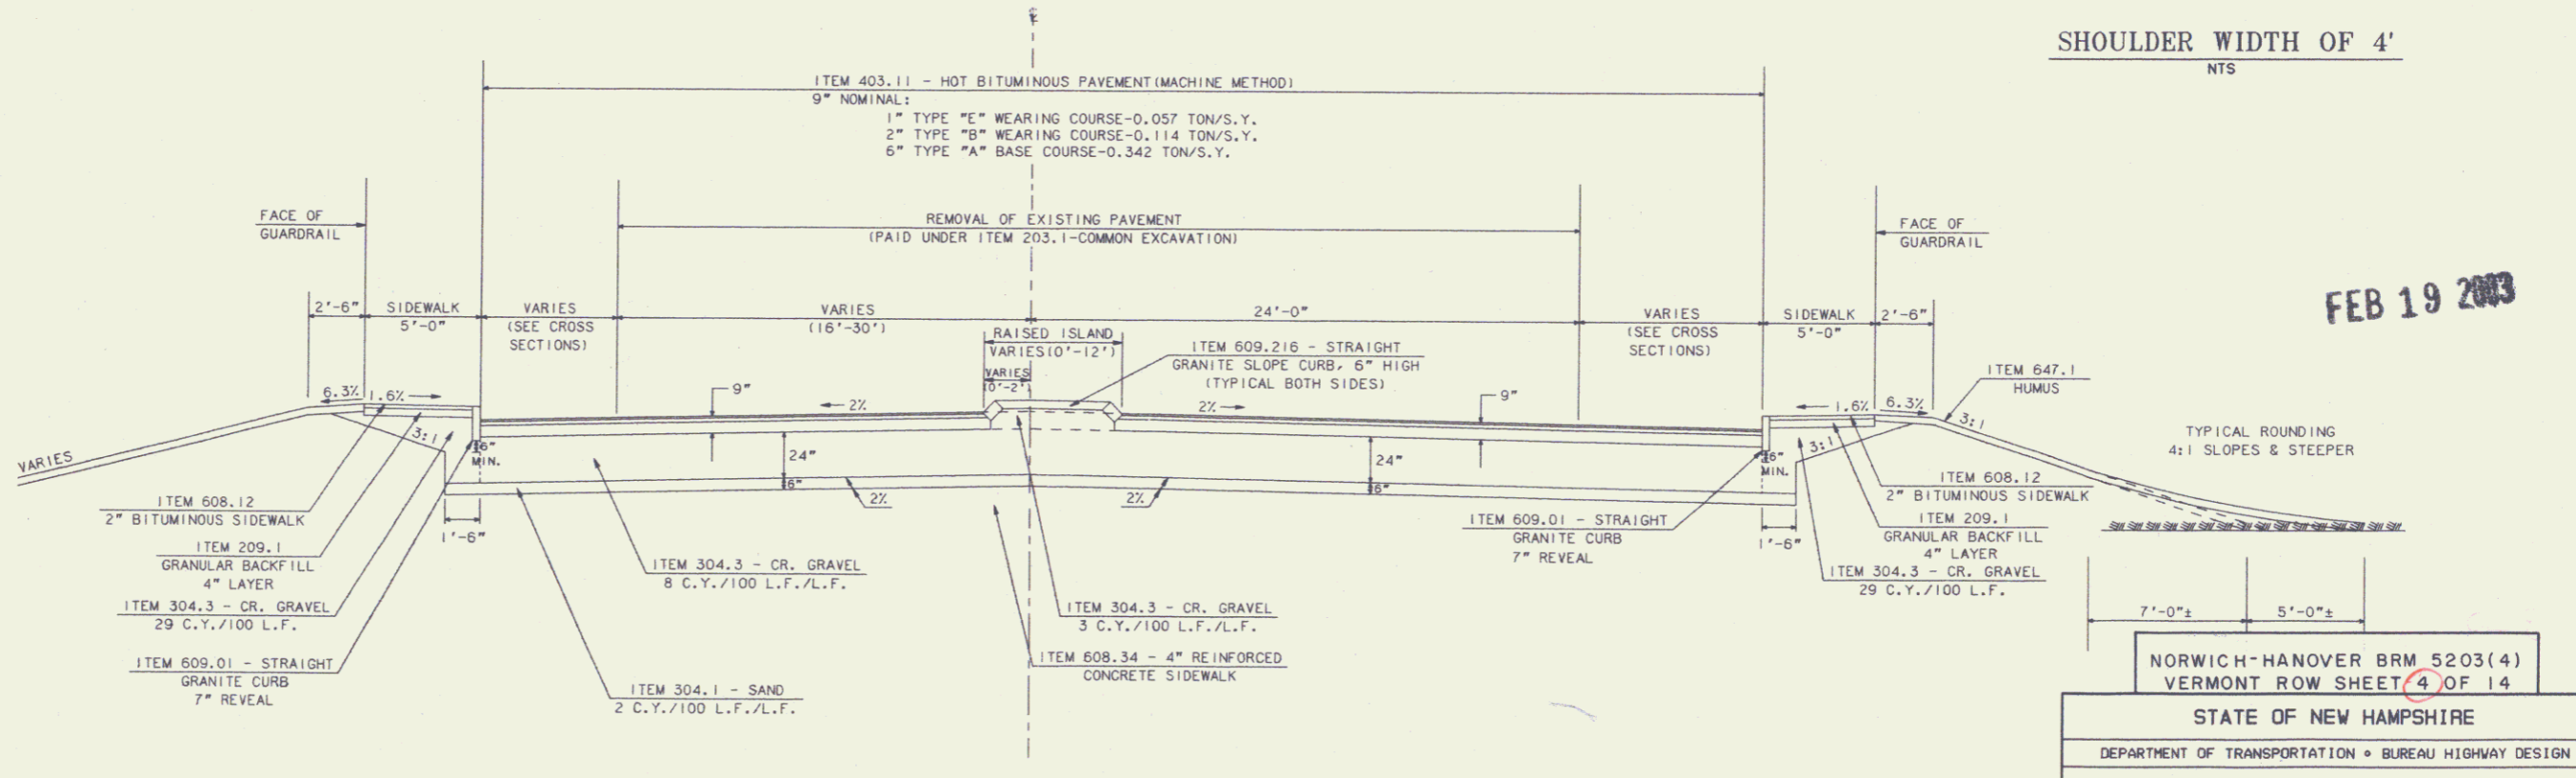 ℄
SHOULDER WIDTH OF 4'
NTS
ITEM 403.11 - HOT BITUMINOUS PAVEMENT(MACHINE METHOD)
9" NOMINAL:
1" TYPE "E" WEARING COURSE-0.057 TON/S.Y.
2" TYPE "B" WEARING COURSE-0.114 TON/S.Y.
6" TYPE "A" BASE COURSE-0.342 TON/S.Y.
FACE OF
GUARDRAIL
REMOVAL OF EXISTING PAVEMENT
(PAID UNDER ITEM 203.1-COMMON EXCAVATION)
FACE OF
GUARDRAIL
FEB 19 2003
2'-6"
SIDEWALK
5'-0"
VARIES
(SEE CROSS
SECTIONS)
VARIES
(16'-30')
24'-0"
VARIES
(SEE CROSS
SECTIONS)
SIDEWALK
5'-0"
2'-6"
RAISED ISLAND
VARIES(0'-12')
VARIES
(0'-2')
ITEM 609.216 - STRAIGHT
GRANITE SLOPE CURB, 6" HIGH
(TYPICAL BOTH SIDES)
ITEM 647.1
HUMUS
6.3%
1.6%
9"
2%
2%
9"
1.6%
6.3%
3:1
3:1
3:1
TYPICAL ROUNDING
4:1 SLOPES & STEEPER
VARIES
6"
MIN.
24"
6"
2%
2%
24"
6"
6"
MIN.
1'-6"
1'-6"
ITEM 608.12
2" BITUMINOUS SIDEWALK
ITEM 209.1
GRANULAR BACKFILL
4" LAYER
ITEM 304.3 - CR. GRAVEL
29 C.Y./100 L.F.
ITEM 609.01 - STRAIGHT
GRANITE CURB
7" REVEAL
ITEM 304.3 - CR. GRAVEL
8 C.Y./100 L.F./L.F.
ITEM 304.1 - SAND
2 C.Y./100 L.F./L.F.
ITEM 304.3 - CR. GRAVEL
3 C.Y./100 L.F./L.F.
ITEM 608.34 - 4" REINFORCED
CONCRETE SIDEWALK
ITEM 609.01 - STRAIGHT
GRANITE CURB
7" REVEAL
ITEM 608.12
2" BITUMINOUS SIDEWALK
ITEM 209.1
GRANULAR BACKFILL
4" LAYER
ITEM 304.3 - CR. GRAVEL
29 C.Y./100 L.F.
7'-0"±
5'-0"±
NORWICH-HANOVER BRM 5203(4)
VERMONT ROW SHEET 4 OF 14
STATE OF NEW HAMPSHIRE
DEPARTMENT OF TRANSPORTATION • BUREAU HIGHWAY DESIGN